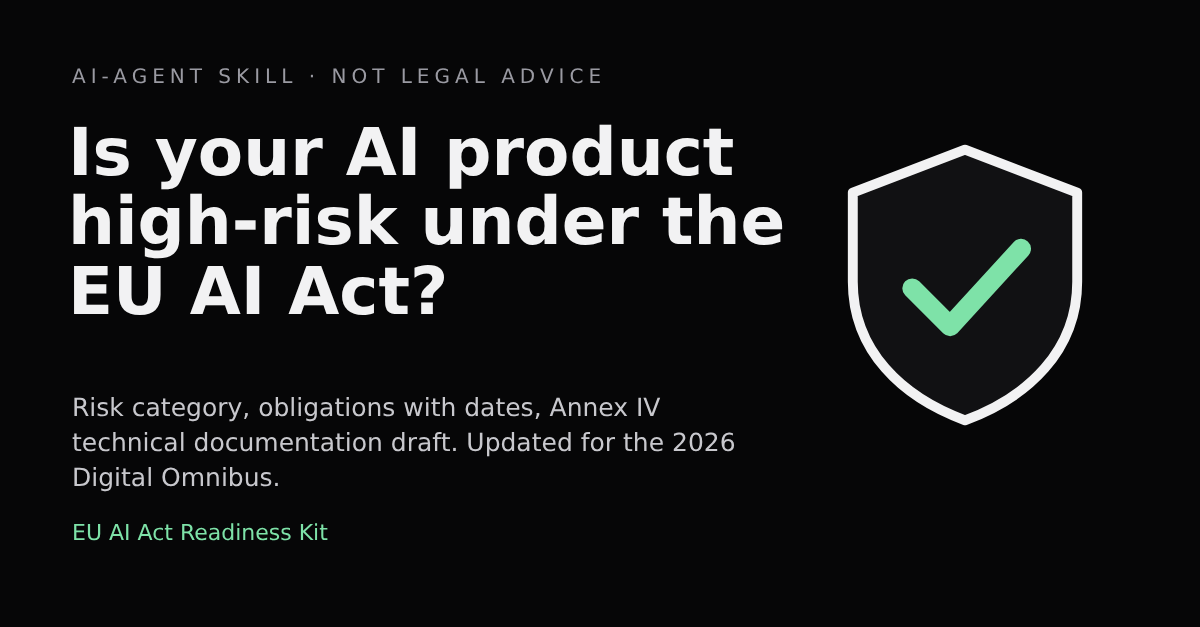 AI-AGENT SKILL · NOT LEGAL ADVICE
Is your AI product
high-risk under the
EU AI Act?
Risk category, obligations with dates, Annex IV
technical documentation draft. Updated for the 2026
Digital Omnibus.
EU AI Act Readiness Kit